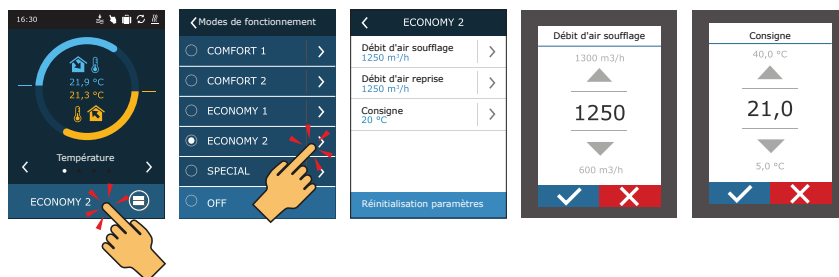 16:30
21,9 °C
21,3 °C
Température
ECONOMY 2
Modes de fonctionnement
COMFORT 1
COMFORT 2
ECONOMY 1
ECONOMY 2
SPECIAL
OFF
ECONOMY 2
Débit d'air soufflage
1250 m³/h
Débit d'air reprise
1250 m³/h
Consigne
20 °C
Réinitialisation paramètres
Débit d'air soufflage
1300 m3/h
1250
600 m3/h
Consigne
40,0 °C
21,0
5,0 °C